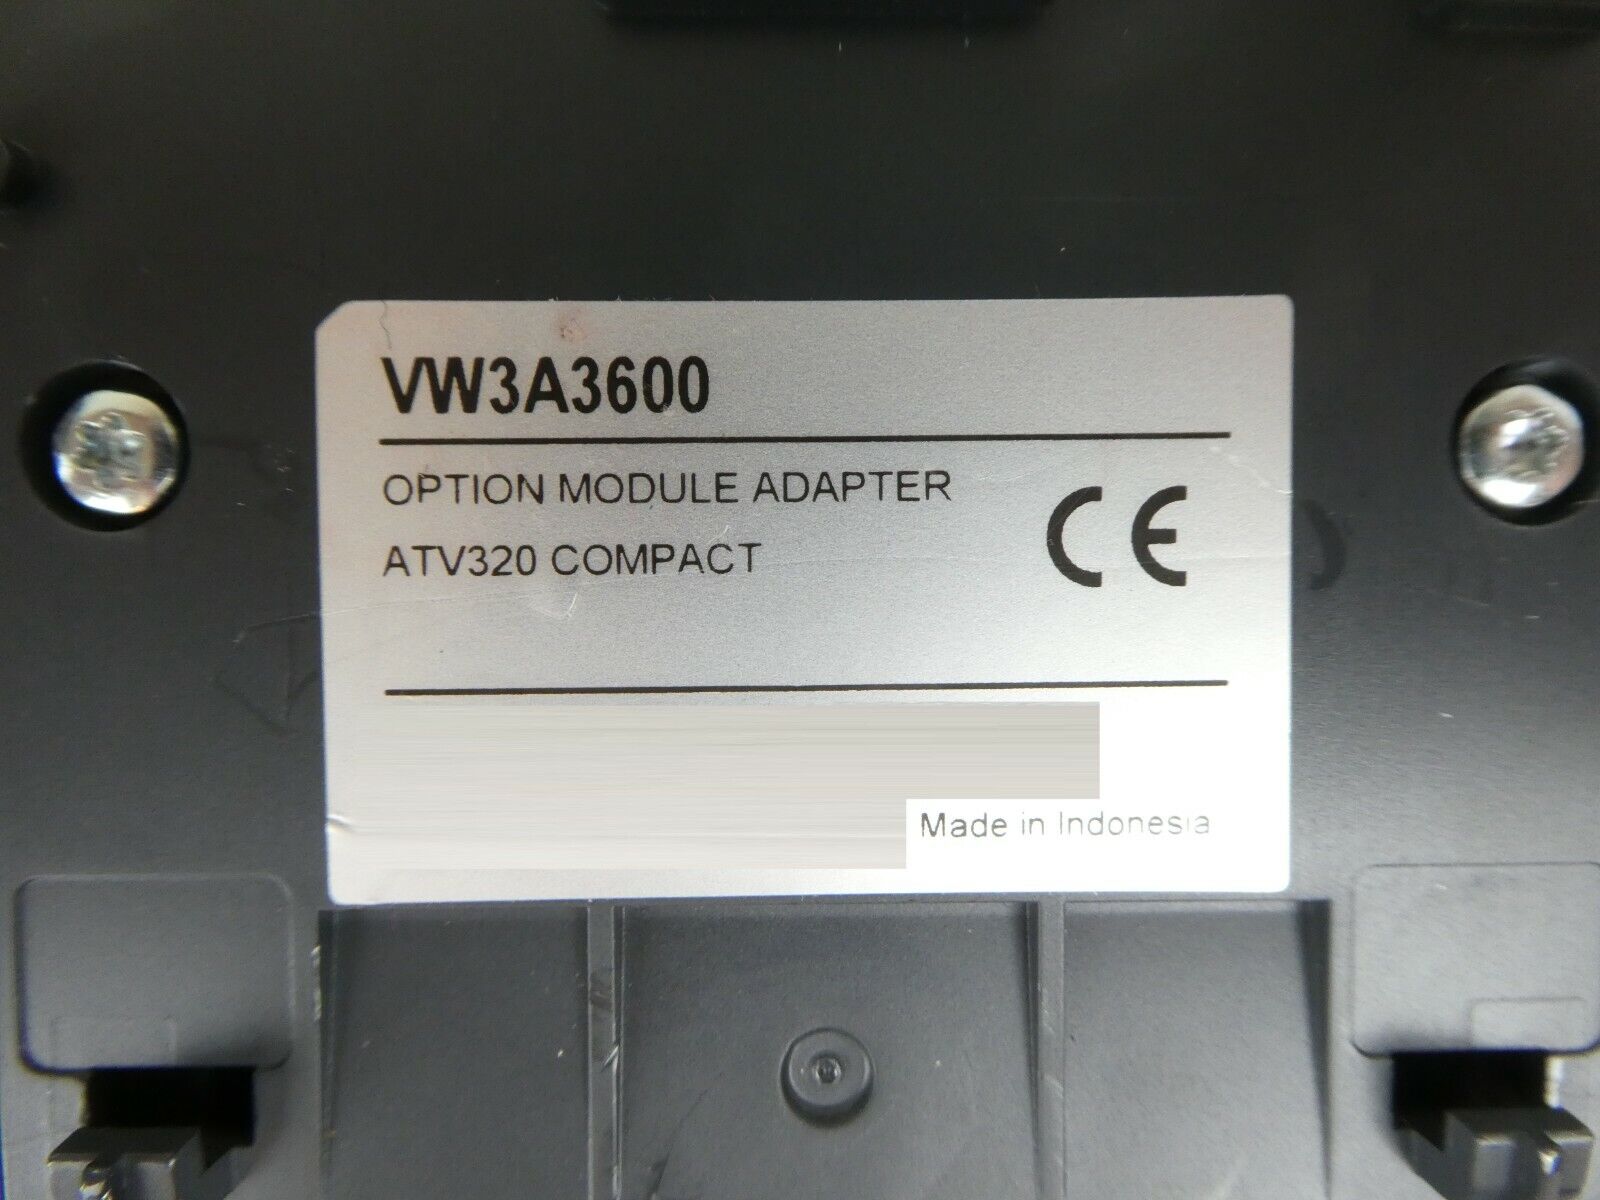 VW3A3600
OPTION MODULE ADAPTER
ATV320 COMPACT
CE
Made in Indonesia